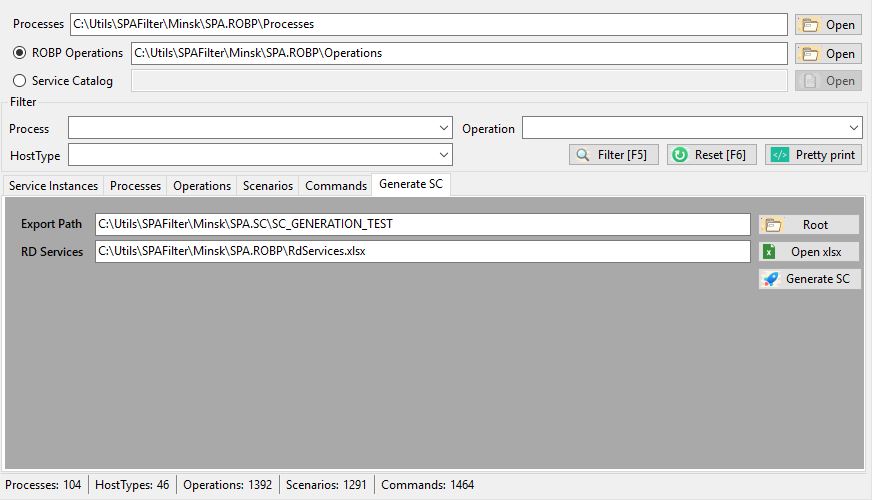 Processes C:\Utils\SPAFilter\Minsk\SPA.ROBP\Processes Open
ROBP Operations C:\Utils\SPAFilter\Minsk\SPA.ROBP\Operations Open
Service Catalog Open
Filter
Process Operation
HostType Filter [F5] Reset [F6] </> Pretty print
Service Instances Processes Operations Scenarios Commands Generate SC
Export Path C:\Utils\SPAFilter\Minsk\SPA.SC\SC_GENERATION_TEST Root
RD Services C:\Utils\SPAFilter\Minsk\SPA.ROBP\RdServices.xlsx X Open xlsx
Generate SC
Processes: 104 HostTypes: 46 Operations: 1392 Scenarios: 1291 Commands: 1464